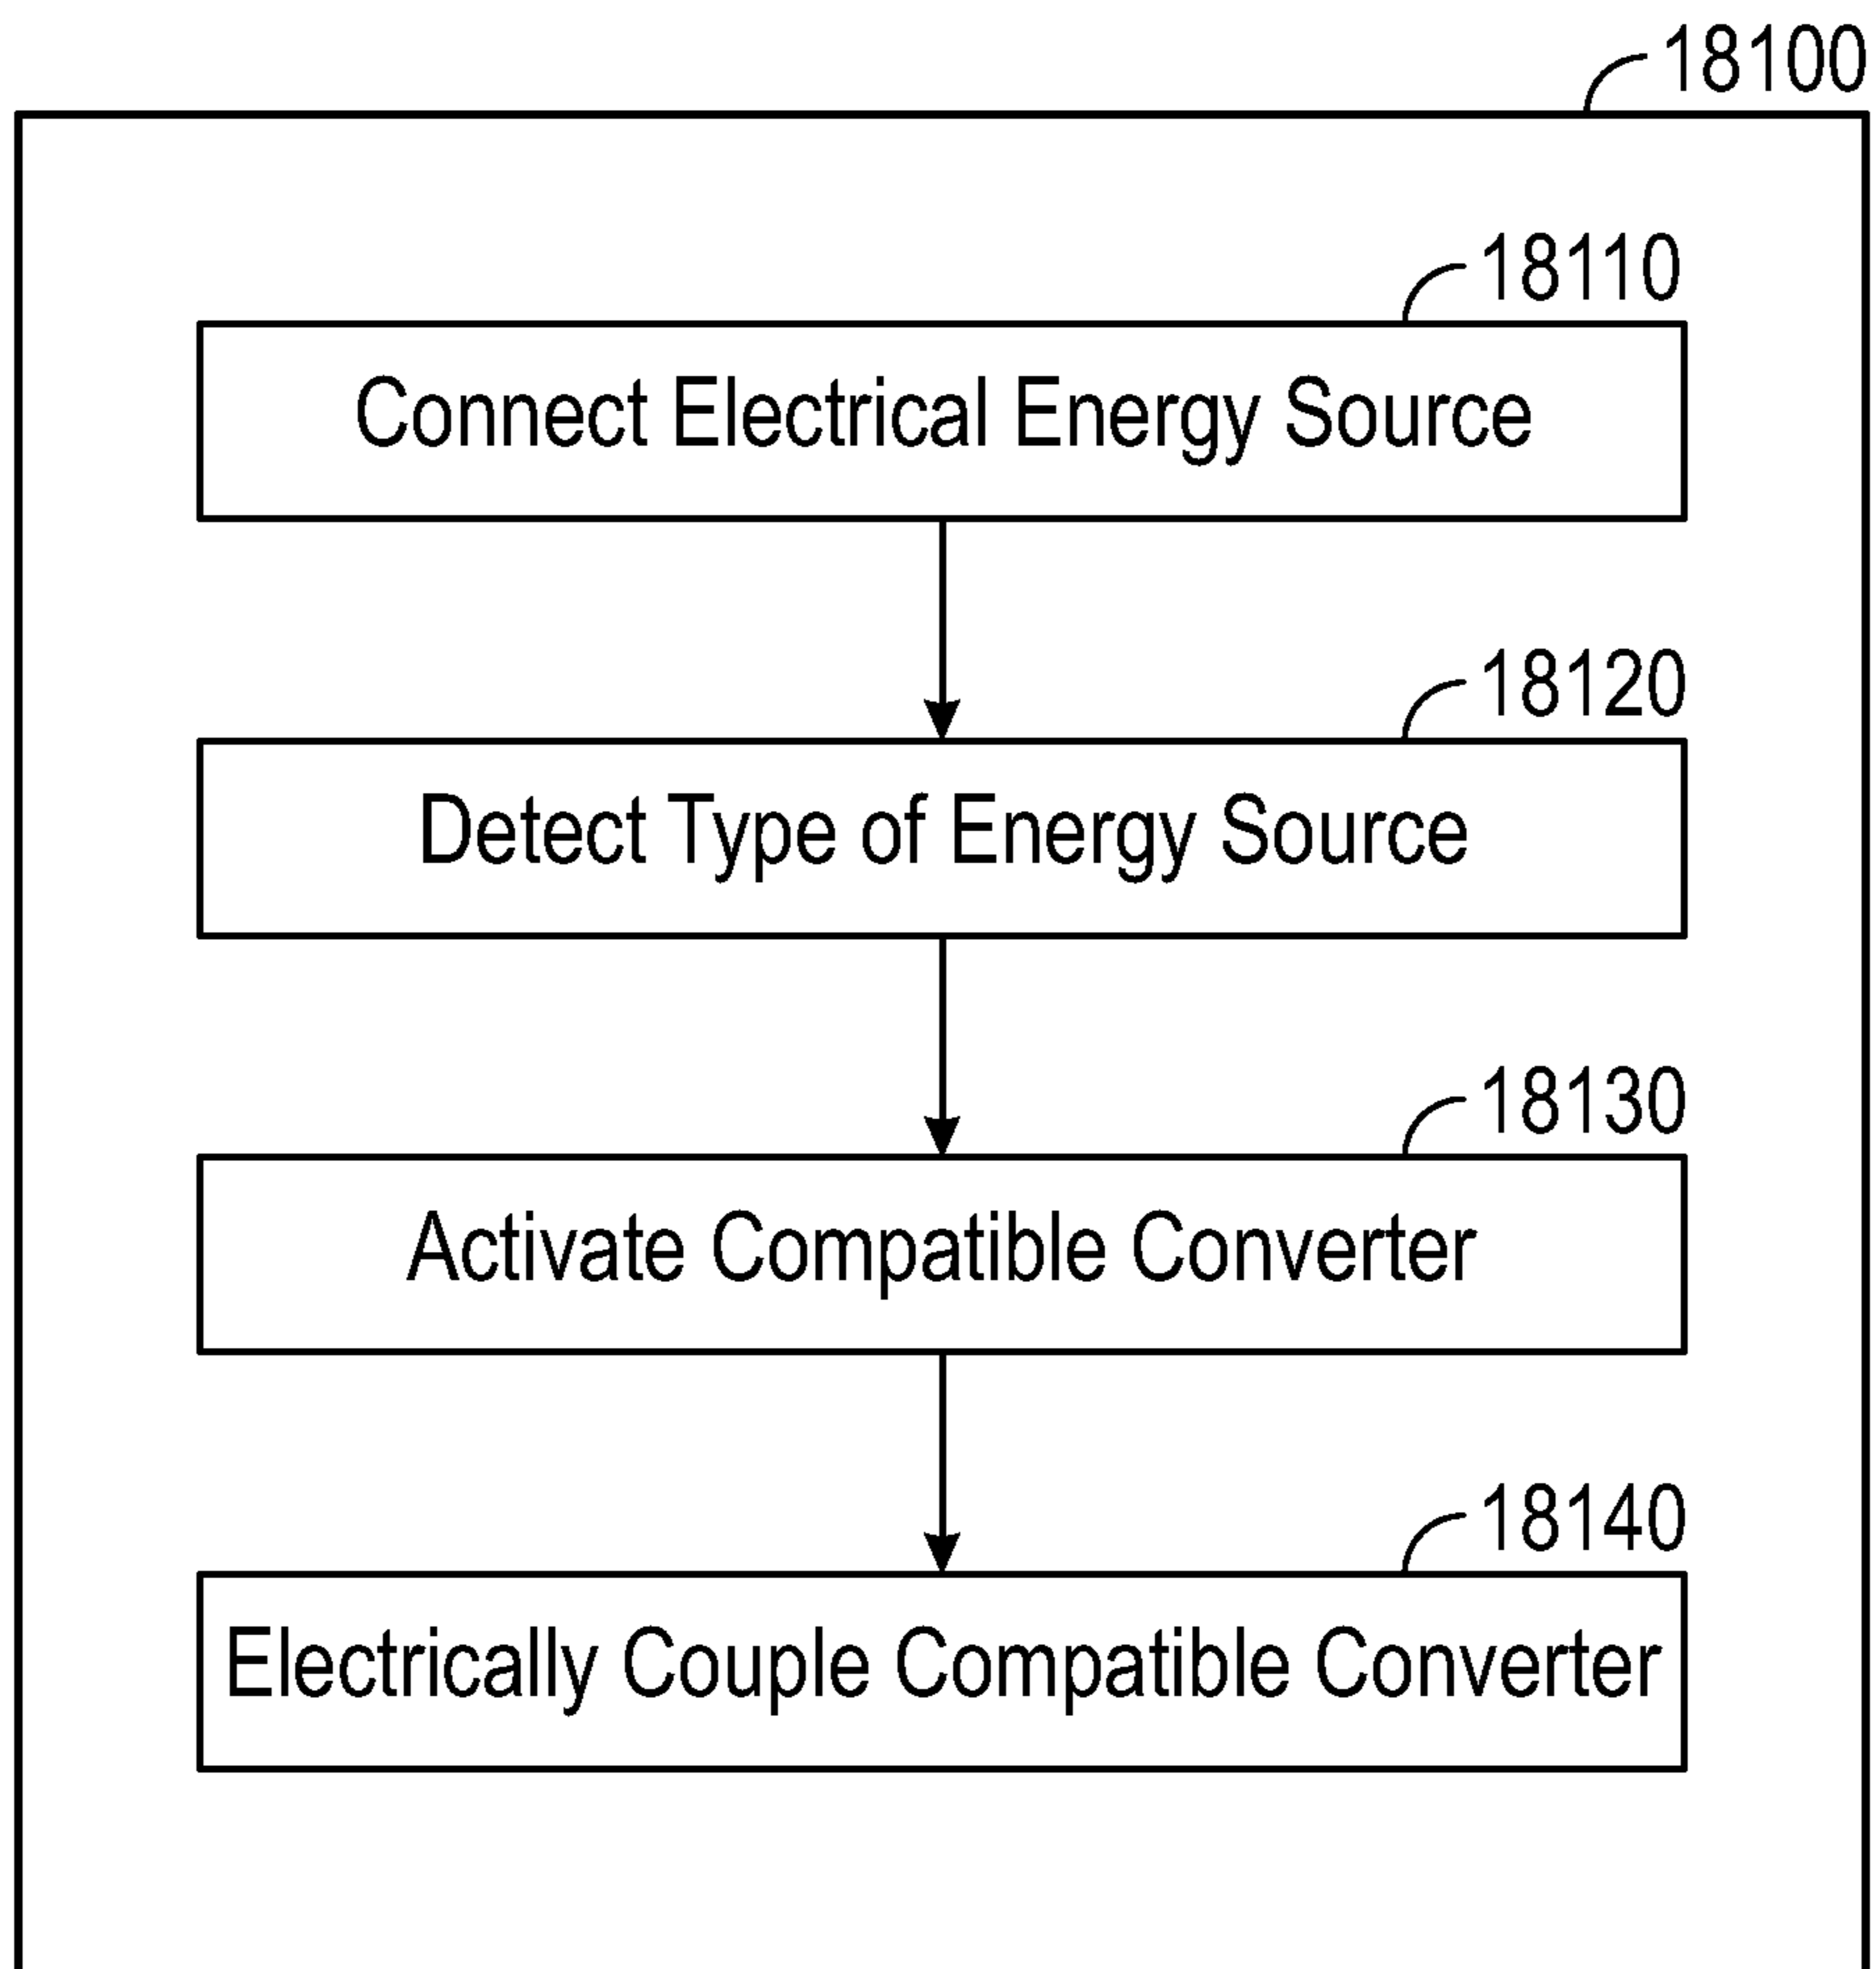 18100
18110
Connect Electrical Energy Source
18120
Detect Type of Energy Source
18130
Activate Compatible Converter
18140
Electrically Couple Compatible Converter